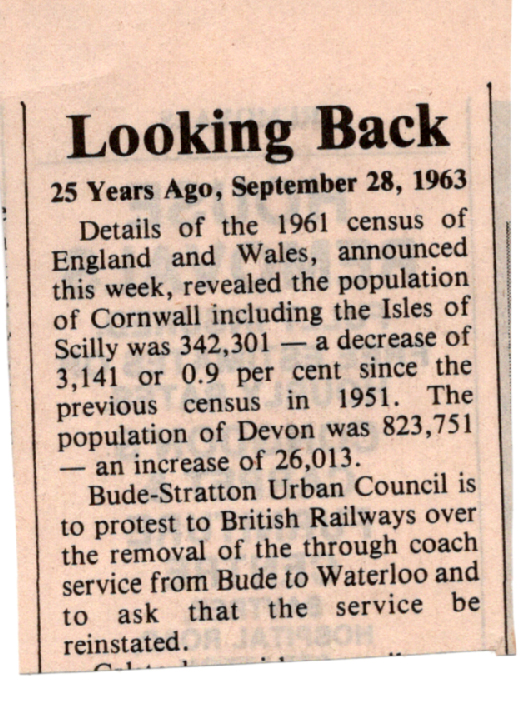 Looking Back
25 Years Ago, September 28, 1963
Details of the 1961 census of
England and Wales, announced
this week, revealed the population
of Cornwall including the Isles of
Scilly was 342,301 — a decrease of
3,141 or 0.9 per cent since the
previous census in 1951. The
population of Devon was 823,751
— an increase of 26,013.
Bude-Stratton Urban Council is
to protest to British Railways over
the removal of the through coach
service from Bude to Waterloo and
to ask that the service be
reinstated.